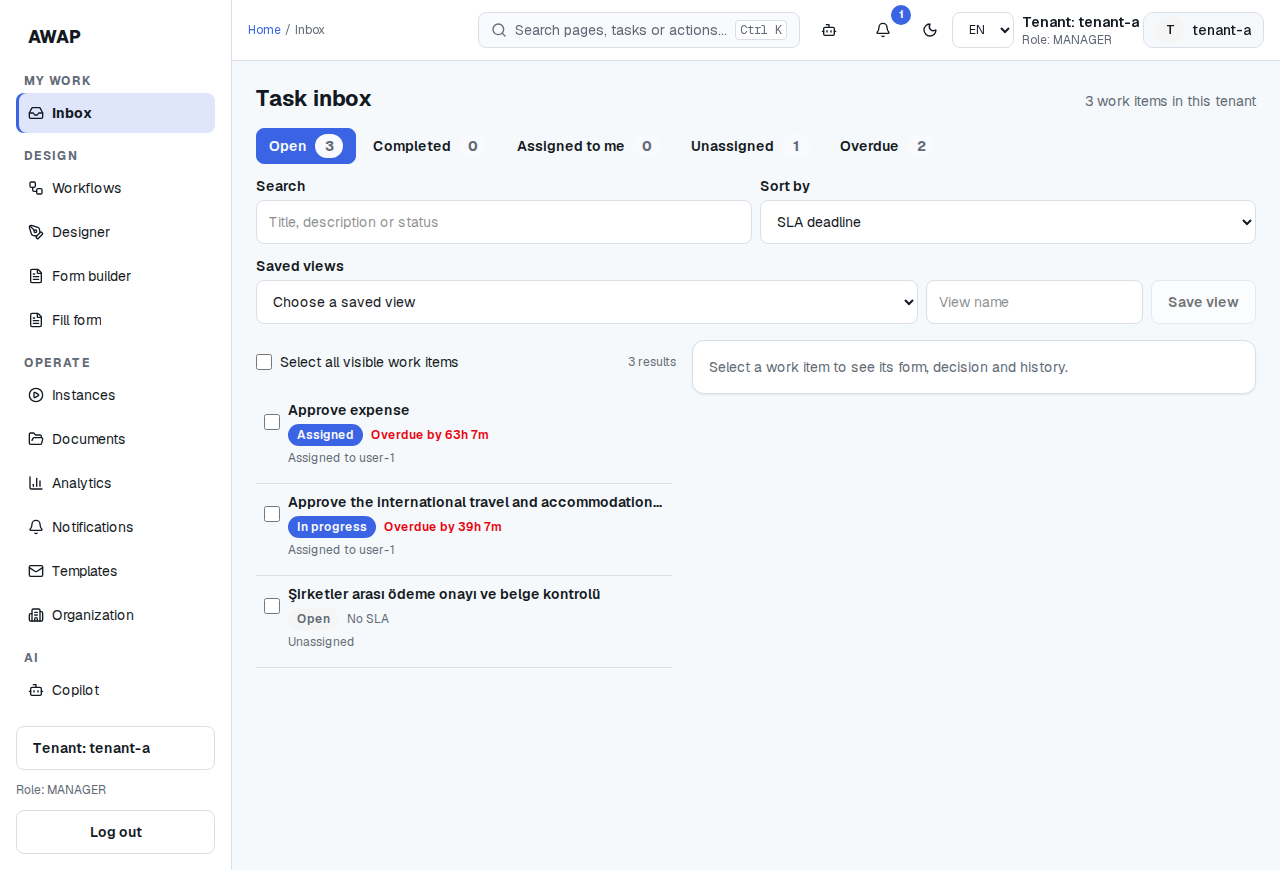 AWAP
MY WORK
Inbox
DESIGN
Workflows
Designer
Form builder
Fill form
OPERATE
Instances
Documents
Analytics
Notifications
Templates
Organization
AI
Copilot
Tenant: tenant-a
Role: MANAGER
Log out
Home / Inbox
Search pages, tasks or actions... Ctrl K
1
EN
Tenant: tenant-a
Role: MANAGER
T tenant-a
Task inbox
3 work items in this tenant
Open 3 Completed 0 Assigned to me 0 Unassigned 1 Overdue 2
Search
Title, description or status
Sort by
SLA deadline
Saved views
Choose a saved view
View name
Save view
Select all visible work items 3 results
Approve expense
Assigned Overdue by 63h 7m
Assigned to user-1
Approve the international travel and accommodation...
In progress Overdue by 39h 7m
Assigned to user-1
Şirketler arası ödeme onayı ve belge kontrolü
Open No SLA
Unassigned
Select a work item to see its form, decision and history.